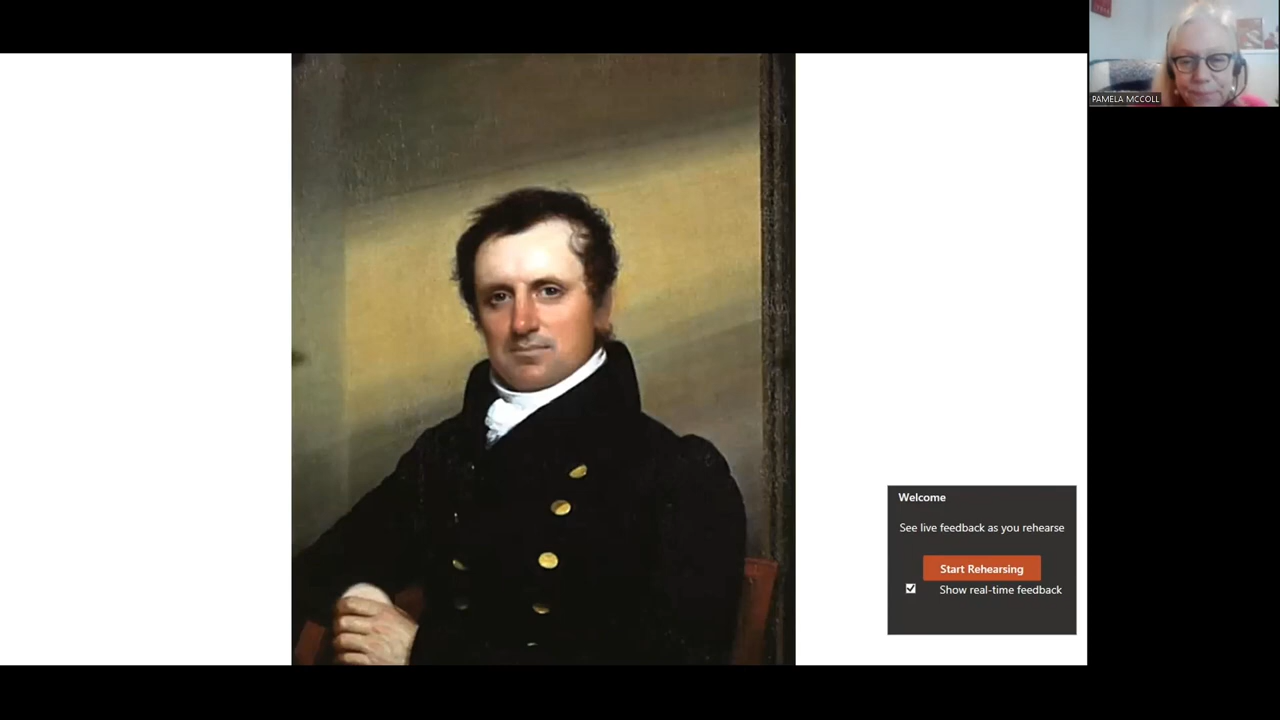 PAMELA MCCOLL
Welcome
See live feedback as you rehearse
Start Rehearsing
Show real-time feedback